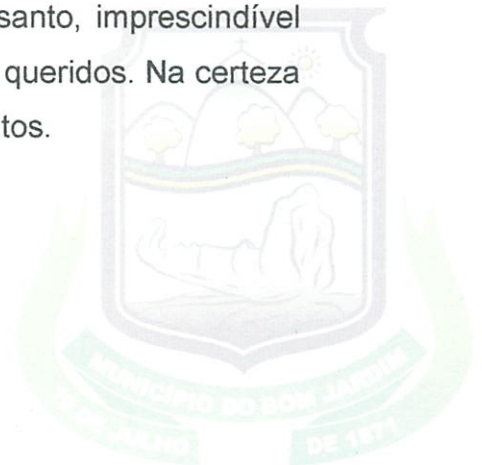 santo, imprescindível
queridos. Na certeza
tos.
MUNICÍPIO DO BOM JARDIM
DE JULHO
DE 1871